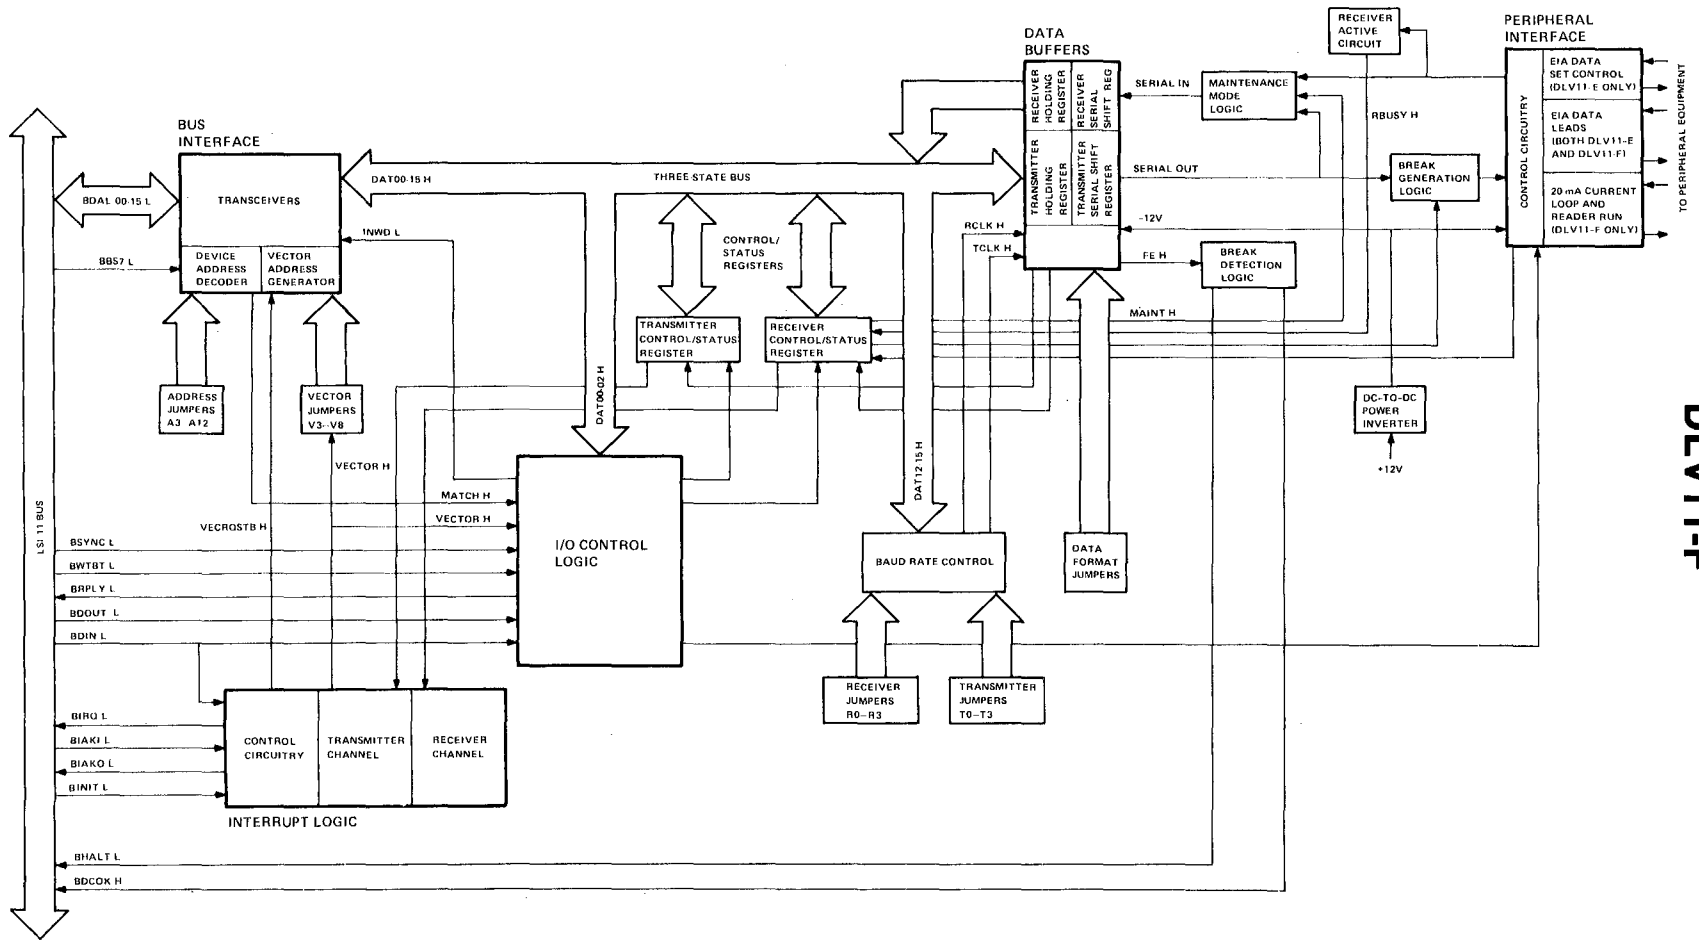 RECEIVER
ACTIVE
CIRCUIT
PERIPHERAL
INTERFACE
DATA
BUFFERS
RECEIVER
HOLDING
REGISTER
RECEIVER
SERIAL
SHIFT REG
TRANSMITTER
HOLDING
REGISTER
TRANSMITTER
SERIAL SHIFT
REGISTER
SERIAL IN
MAINTENANCE
MODE
LOGIC
RBUSY H
CONTROL CIRCUITRY
EIA DATA
SET CONTROL
(DLV11-E ONLY)
EIA DATA
LEADS
(BOTH DLV11-E
AND DLV11-F)
20 mA CURRENT
LOOP AND
READER RUN
(DLV11-F ONLY)
TO PERIPHERAL EQUIPMENT
BUS
INTERFACE
TRANSCEIVERS
BDAL 00-15 L
DAT00-15 H
THREE-STATE BUS
SERIAL OUT
BREAK
GENERATION
LOGIC
INWD L
CONTROL/
STATUS
REGISTERS
RCLK H
TCLK H
-12V
FE H
BREAK
DETECTION
LOGIC
BBS7 L
DEVICE
ADDRESS
DECODER
VECTOR
ADDRESS
GENERATOR
MAINT H
TRANSMITTER
CONTROL/STATUS
REGISTER
RECEIVER
CONTROL/STATUS
REGISTER
ADDRESS
JUMPERS
A3 A12
VECTOR
JUMPERS
V3--V8
DAT00-02 H
DC-TO-DC
POWER
INVERTER
+12V
DLV11-F
VECTOR H
MATCH H
VECRQSTB H
VECTOR H
DAT12-15 H
LSI 11 BUS
BSYNC L
BWTBT L
BRPLY L
BDOUT L
BDIN L
I/O CONTROL
LOGIC
BAUD RATE CONTROL
DATA
FORMAT
JUMPERS
RECEIVER
JUMPERS
R0-R3
TRANSMITTER
JUMPERS
T0-T3
BIRQ L
BIAKI L
BIAKO L
BINIT L
CONTROL
CIRCUITRY
TRANSMITTER
CHANNEL
RECEIVER
CHANNEL
INTERRUPT LOGIC
BHALT L
BDCOK H